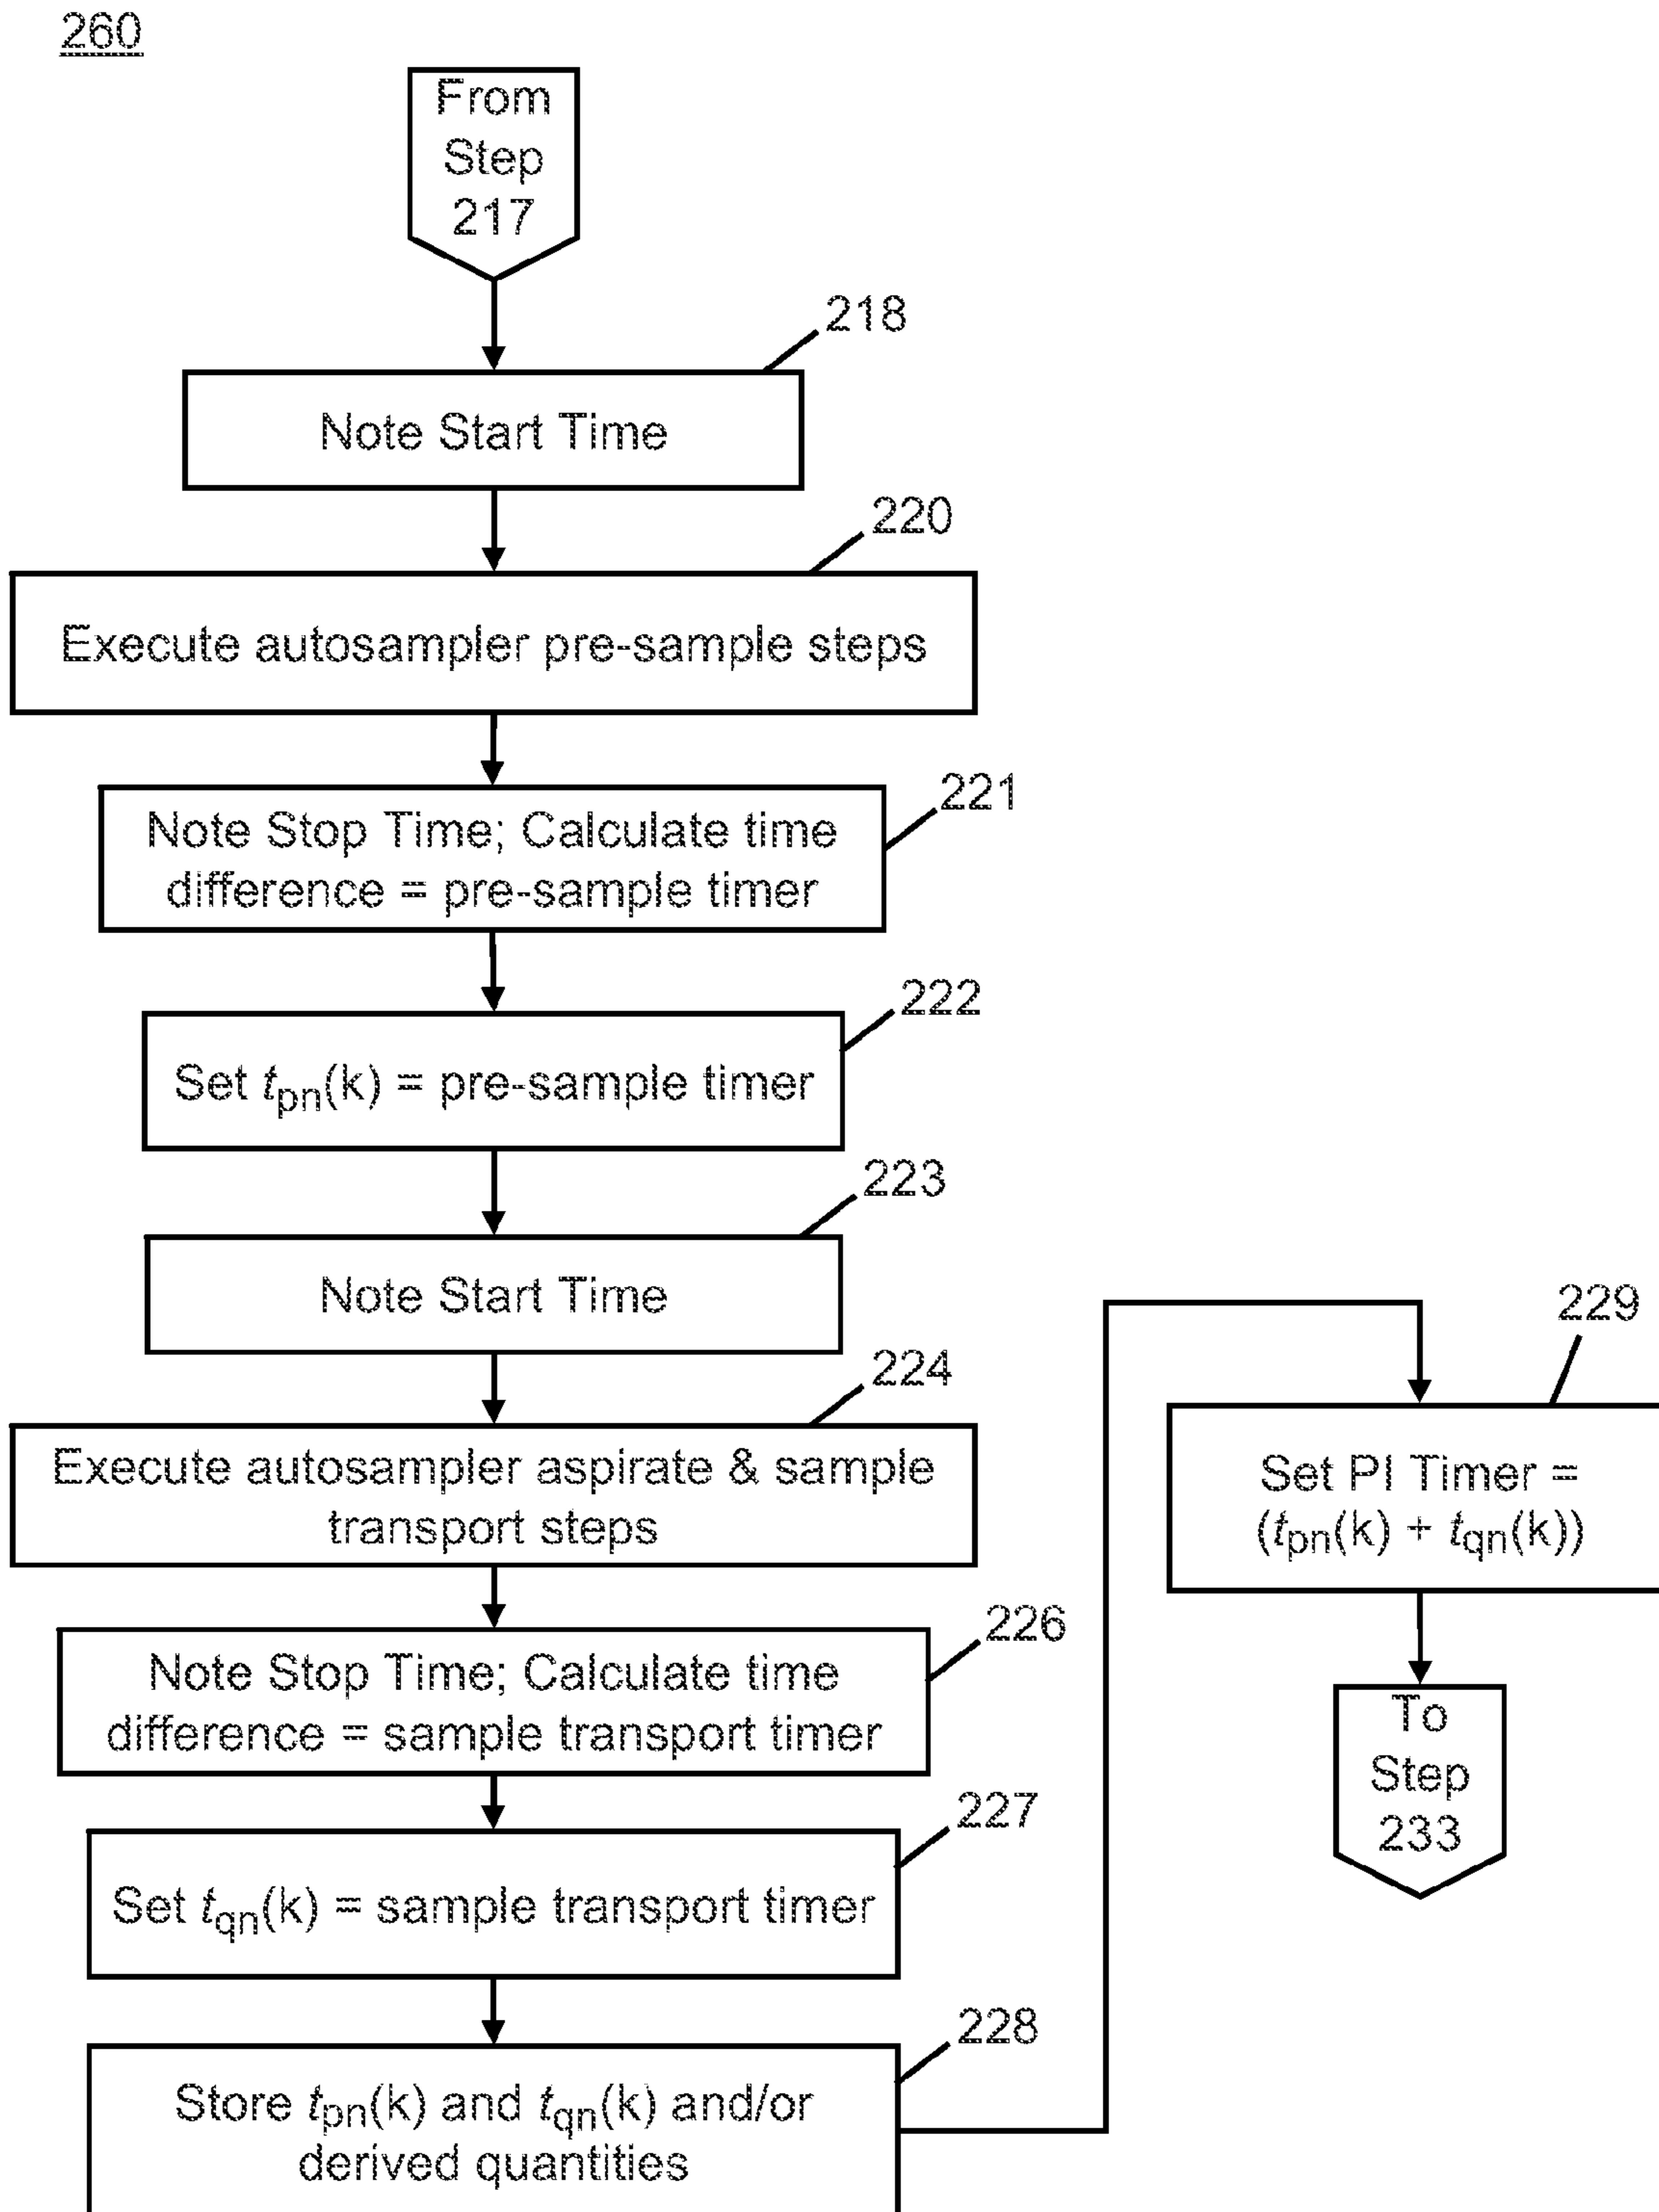 260
From
Step
217
218
Note Start Time
220
Execute autosampler pre-sample steps
221
Note Stop Time; Calculate time
difference = pre-sample timer
222
Set tpn(k) = pre-sample timer
223
Note Start Time
224
Execute autosampler aspirate & sample
transport steps
226
Note Stop Time; Calculate time
difference = sample transport timer
227
Set tqn(k) = sample transport timer
228
Store tpn(k) and tqn(k) and/or
derived quantities
229
Set PI Timer =
(tpn(k) + tqn(k))
To
Step
233